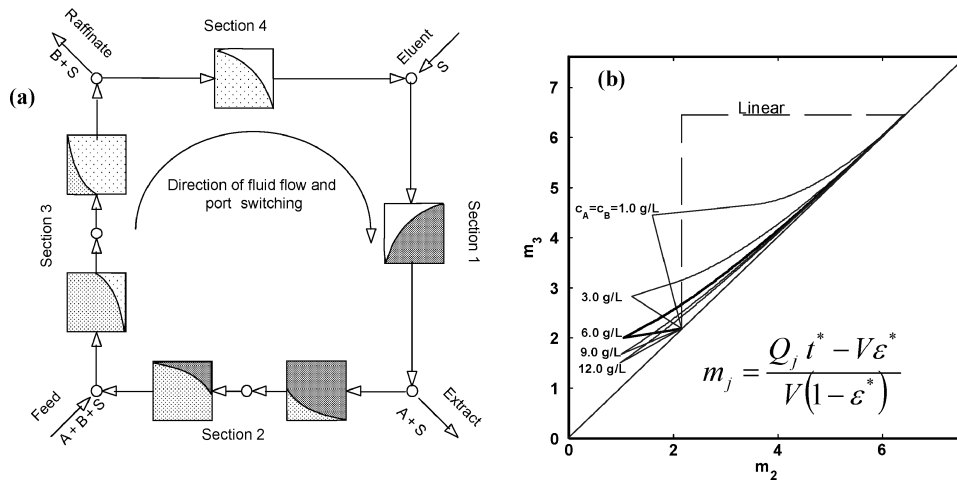 (a)
Section 4
Raffinate
B + S
Eluent
S
Direction of fluid flow and
port switching
Section 3
Section 1
Feed
A + B + S
Section 2
Extract
A + S
(b)
7
6
5
4
3
2
1
0
m3
Linear
cA=cB=1.0 g/L
3.0 g/L
6.0 g/L
9.0 g/L
12.0 g/L
mj = (Qj t* − Vε*) / (V(1 − ε*))
0 2 4 6
m2